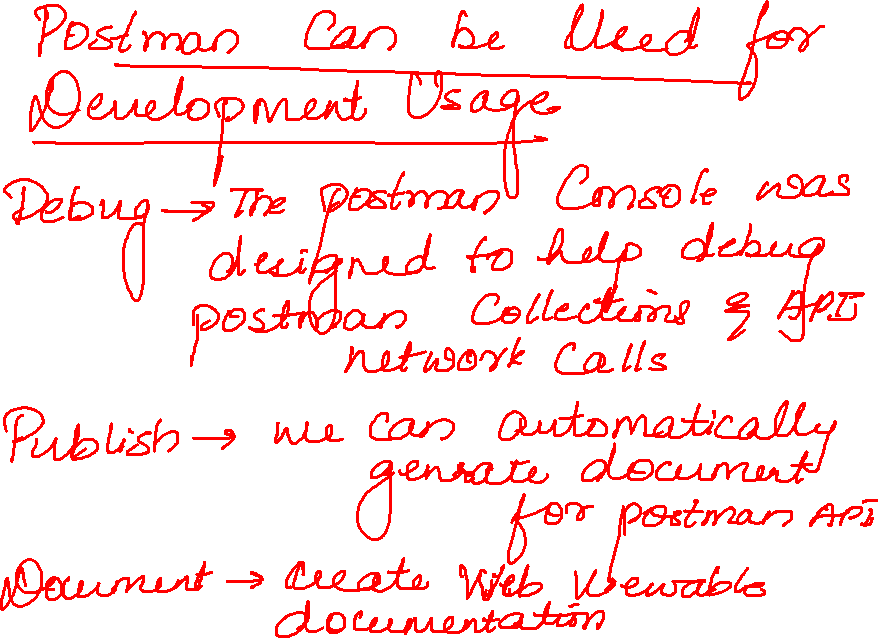 Postman Can be Used for
Development Usage
Debug → The postman Console was
designed to help debug
postman Collections & API
network Calls
Publish → we can automatically
genrate document
for postman API
Document → create Web viewable
documentation